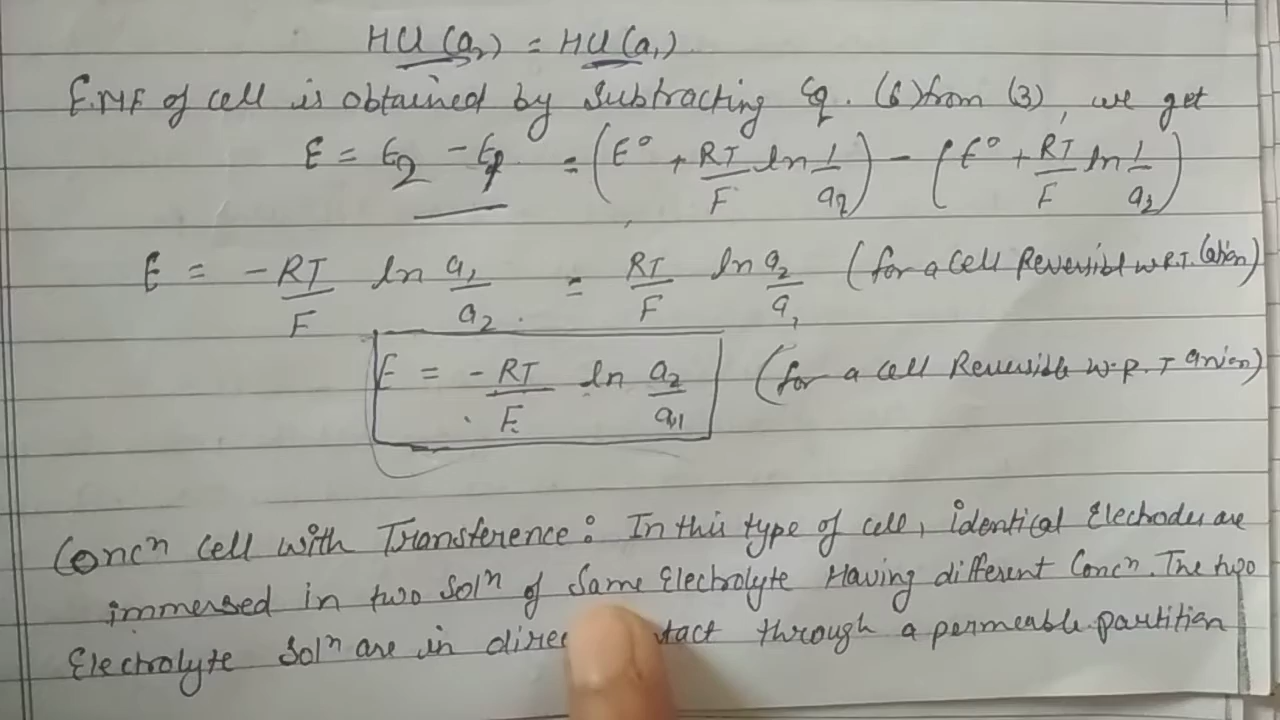 HCl (a2) = HCl (a1)
E.M.F of cell is obtained by Subtracting Eq. (6) from (3), we get
E = E2 - E1 = (E° + RT/F ln 1/a2) - (E° + RT/F ln 1/a2)
E = -RT/F ln a1/a2 = RT/F ln a2/a1 (for a cell Reversible w.R.T. Cation)
E = -RT/F ln a2/a1 (for a cell Reversible w.R.T anion)
Concn cell with Transference: In this type of cell, identical Electrodes are
immersed in two Soln of Same Electrolyte Having different Concn. The two
Electrolyte Soln are in through a permeable partition